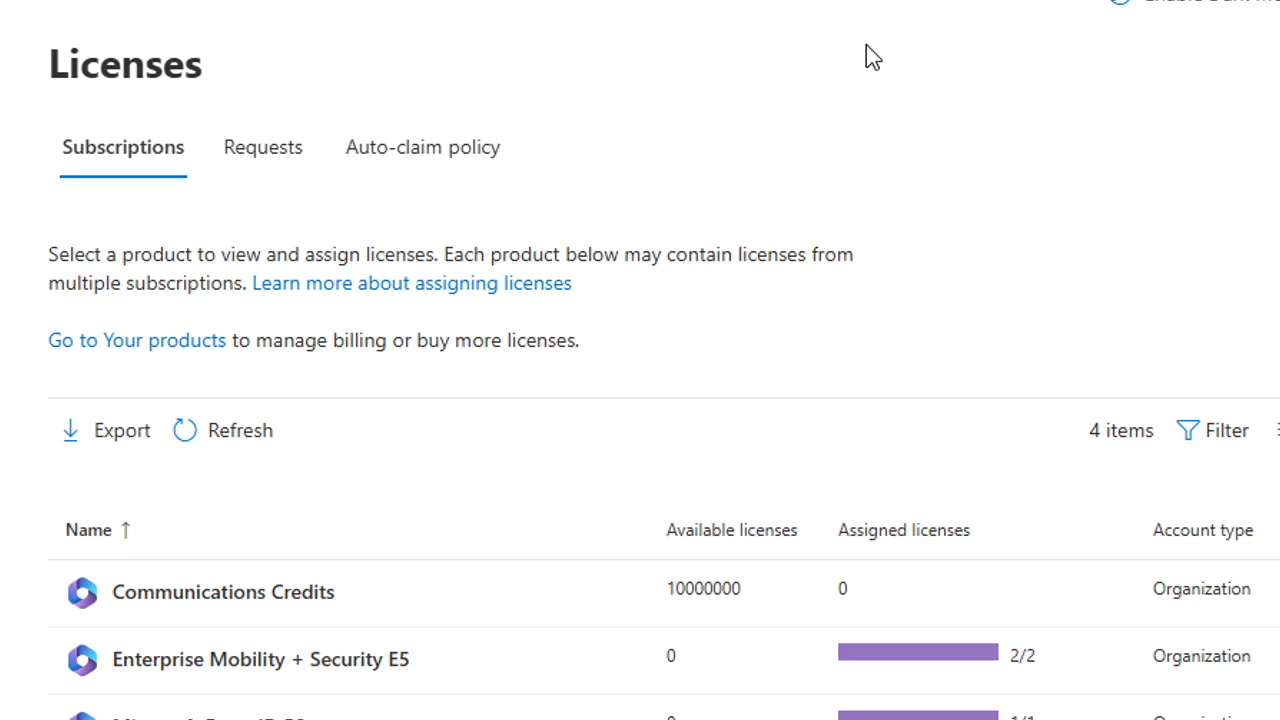 Licenses
Subscriptions Requests Auto-claim policy
Select a product to view and assign licenses. Each product below may contain licenses from
multiple subscriptions. Learn more about assigning licenses
Go to Your products to manage billing or buy more licenses.
Export Refresh 4 items Filter
Name ↑ Available licenses Assigned licenses Account type
Communications Credits 10000000 0 Organization
Enterprise Mobility + Security E5 0 2/2 Organization